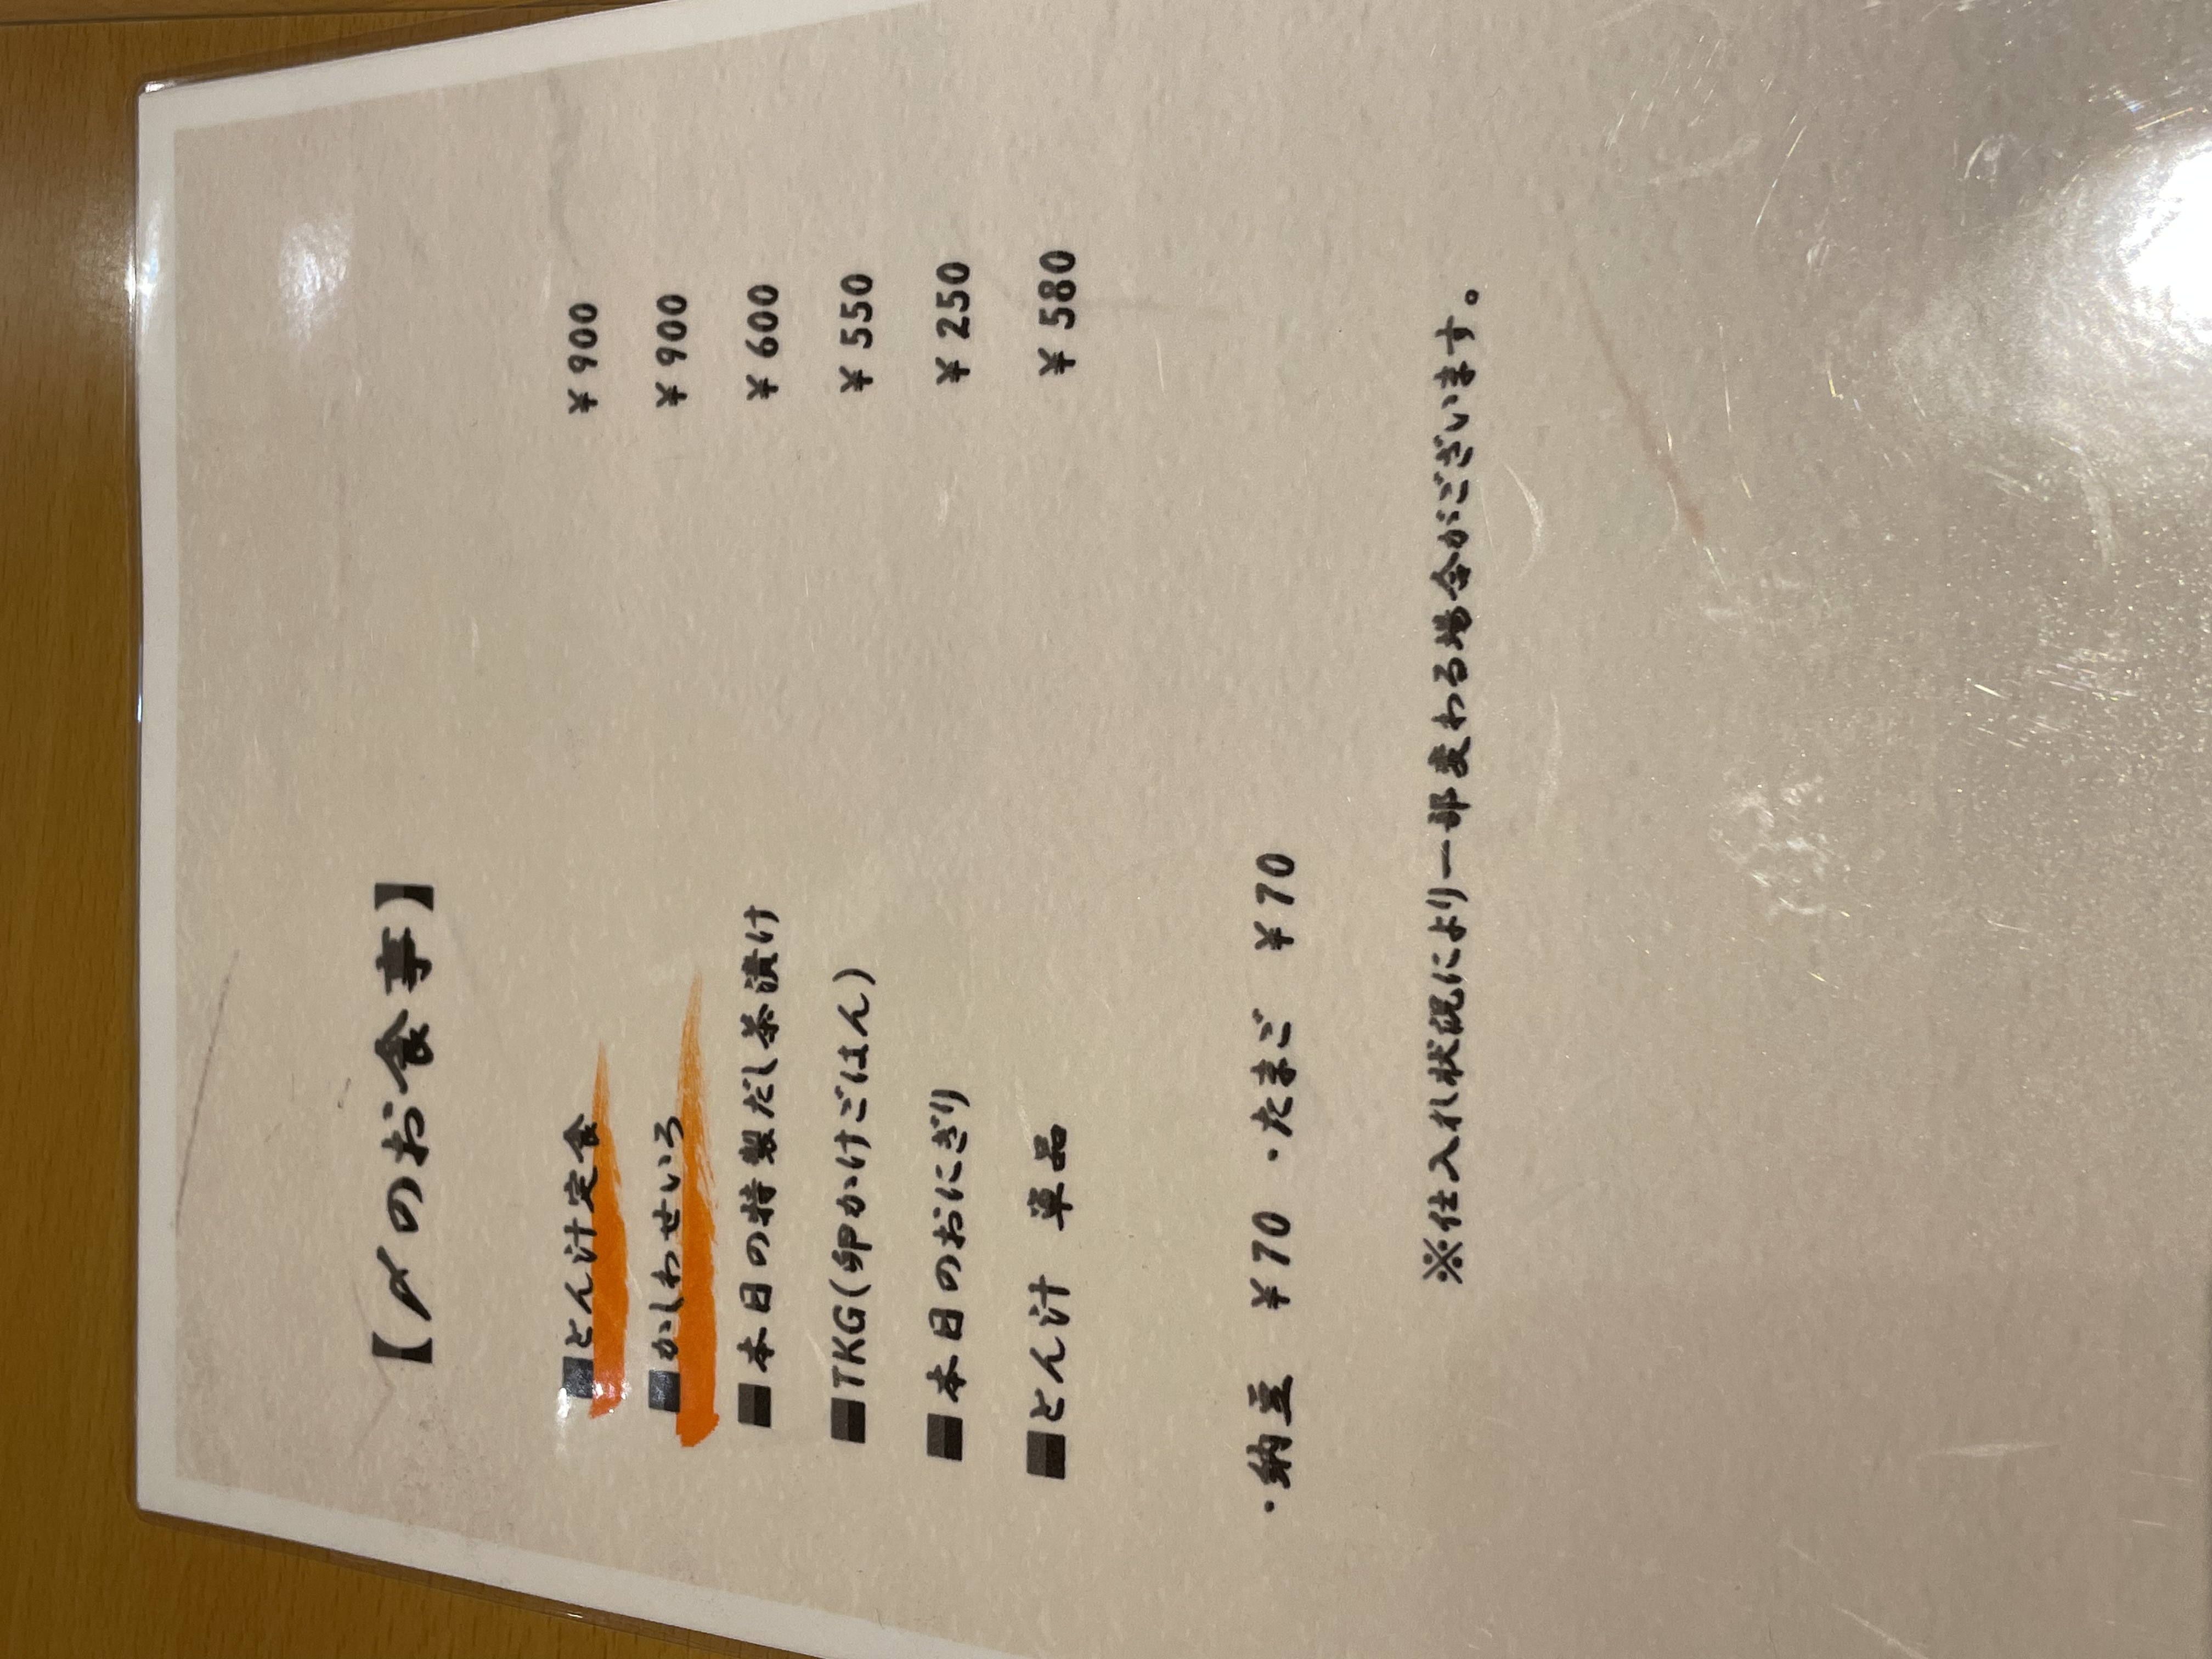 【〆のお食事】
■とん汁定食 ¥900
■かしわせいろ ¥900
■本日の特製だし茶漬け ¥600
■TKG(卵かけごはん) ¥550
■本日のおにぎり ¥250
■とん汁 単品 ¥580
・納豆 ¥70 ・たまご ¥70
※仕入れ状況により一部変わる場合がございます。